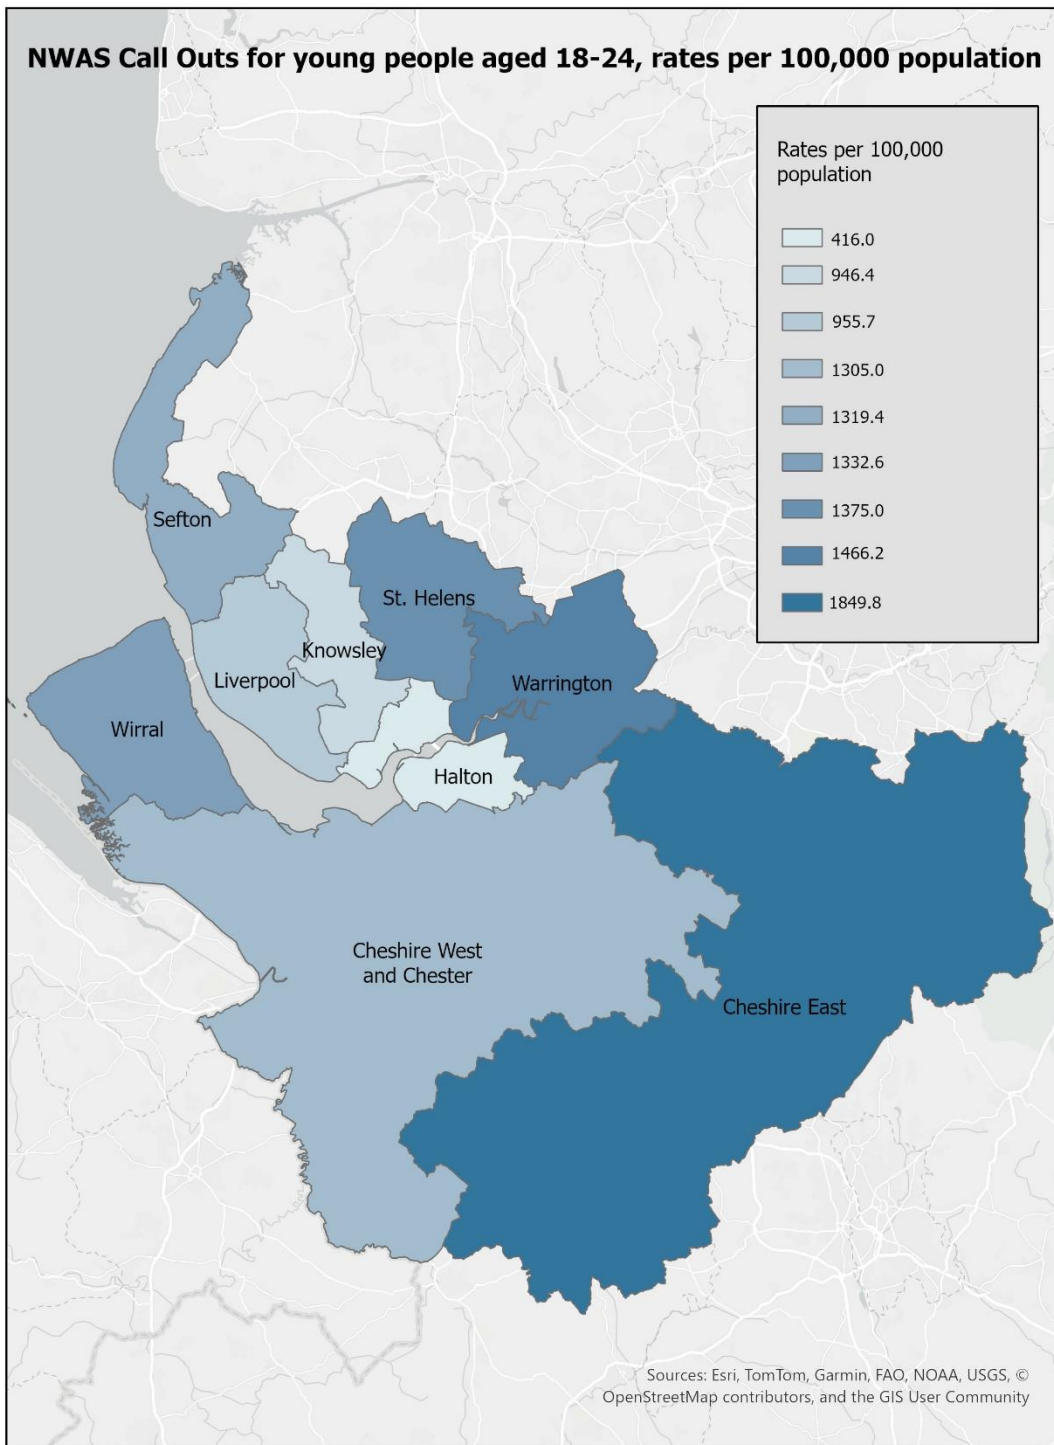 NWAS Call Outs for young people aged 18-24, rates per 100,000 population
Rates per 100,000
population
416.0
946.4
955.7
1305.0
1319.4
1332.6
1375.0
1466.2
1849.8
Sefton
St. Helens
Knowsley
Liverpool
Warrington
Wirral
Halton
Cheshire West
and Chester
Cheshire East
Sources: Esri, TomTom, Garmin, FAO, NOAA, USGS, ©
OpenStreetMap contributors, and the GIS User Community